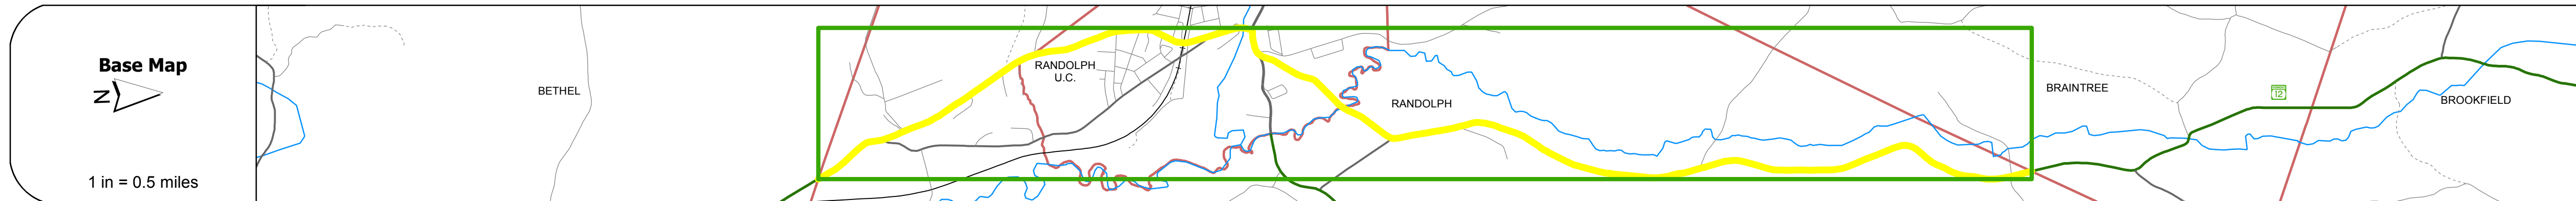 Base Map
N
1 in = 0.5 miles
BETHEL
RANDOLPH
U.C.
RANDOLPH
BRAINTREE
12
BROOKFIELD